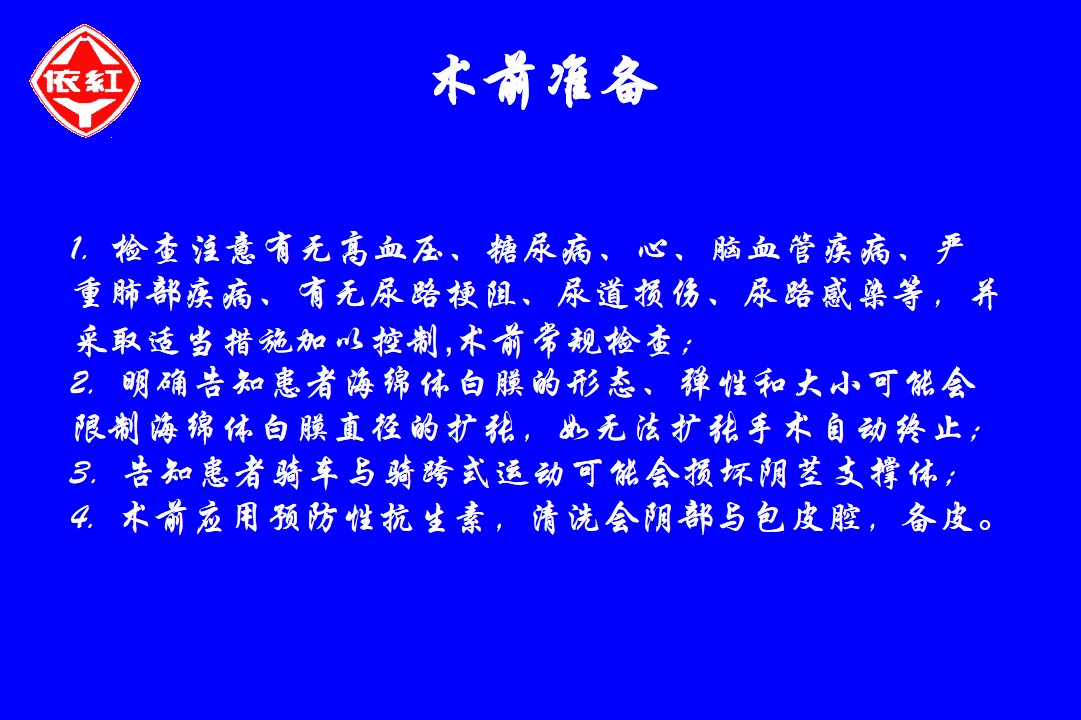 依紅
术前准备
1. 检查注意有无高血压、糖尿病、心、脑血管疾病、严
重肺部疾病、有无尿路梗阻、尿道损伤、尿路感染等，并
采取适当措施加以控制,术前常规检查；
2. 明确告知患者海绵体白膜的形态、弹性和大小可能会
限制海绵体白膜直径的扩张，如无法扩张手术自动终止；
3. 告知患者骑车与骑跨式运动可能会损坏阴茎支撑体；
4. 术前应用预防性抗生素，清洗会阴部与包皮腔，备皮。